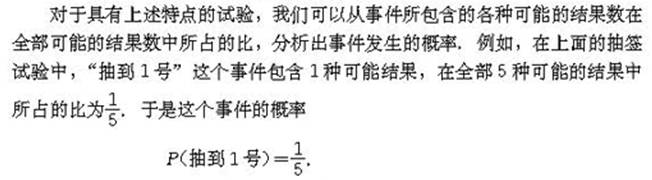 对于具有上述特点的试验，我们可以从事件所包含的各种可能的结果数在
全部可能的结果数中所占的比，分析出事件发生的概率．例如，在上面的抽签
试验中，“抽到1号”这个事件包含1种可能结果，在全部5种可能的结果中
所占的比为1/5．于是这个事件的概率
P(抽到1号)=1/5.